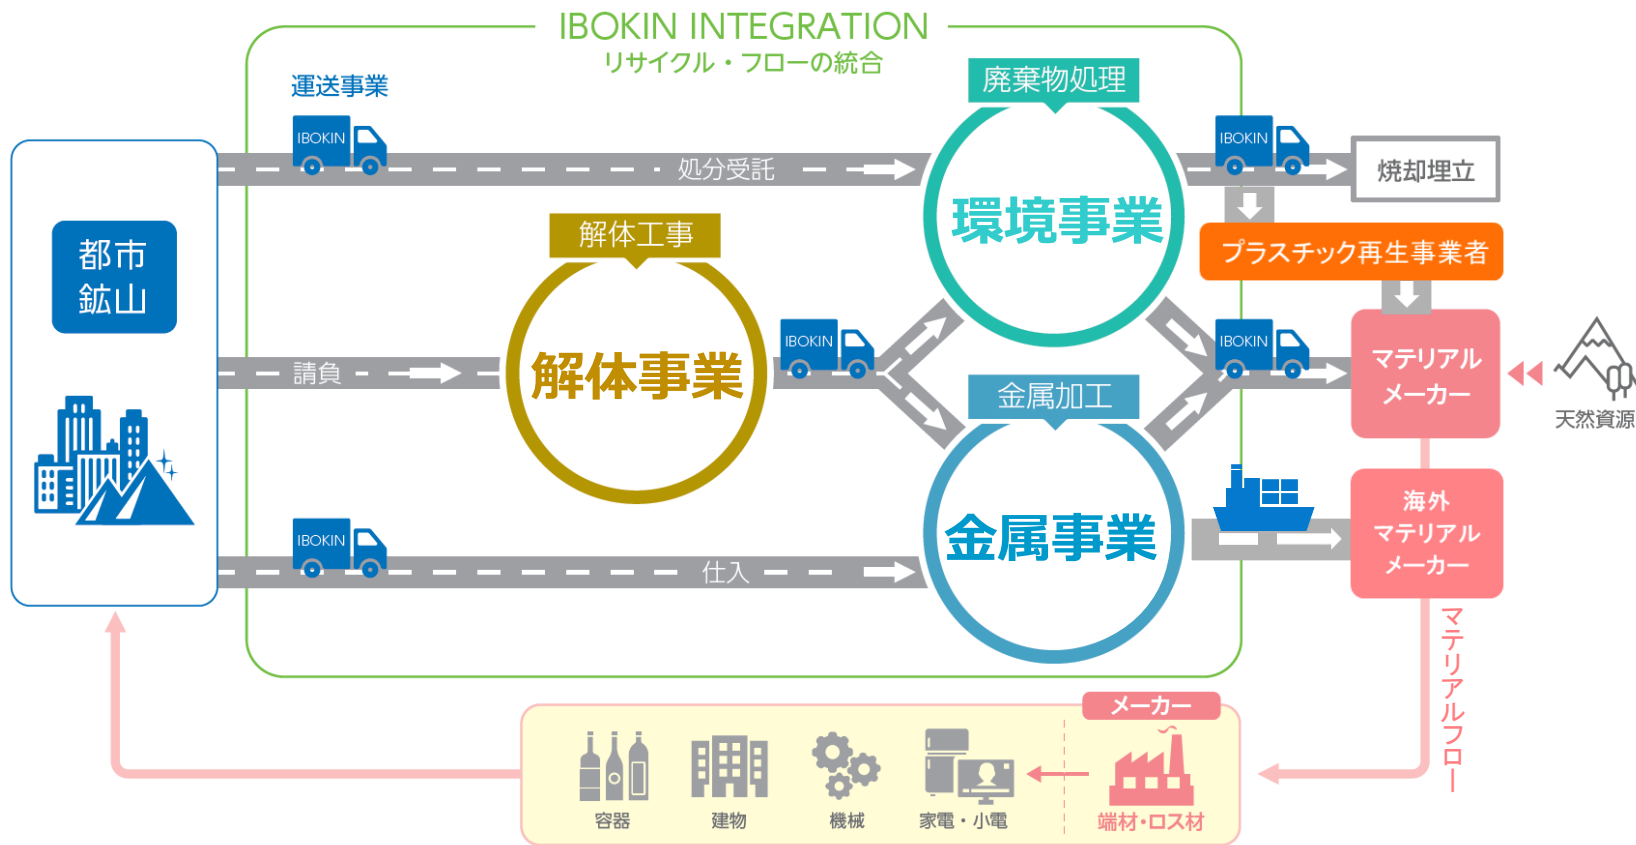 IBOKIN INTEGRATION
リサイクル・フローの統合
運送事業
IBOKIN
処分受託
廃棄物処理
環境事業
IBOKIN
焼却埋立
プラスチック再生事業者
都市
鉱山
解体工事
解体事業
請負
IBOKIN
IBOKIN
マテリアル
メーカー
天然資源
金属加工
金属事業
IBOKIN
仕入
海外
マテリアル
メーカー
マテリアルフロー
メーカー
容器
建物
機械
家電・小電
端材・ロス材